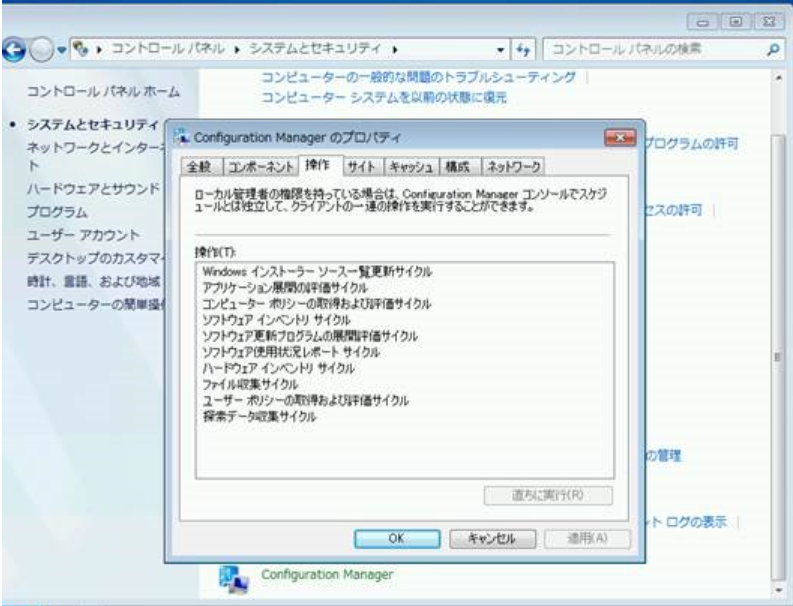 コントロール パネル ▸ システムとセキュリティ ▸
コントロール パネルの検索
コントロール パネル ホーム
システムとセキュリティ
ネットワークとインター
ト
ハードウェアとサウンド
プログラム
ユーザー アカウント
デスクトップのカスタマ
時計、言語、および地域
コンピューターの簡単操
コンピューターの一般的な問題のトラブルシューティング
コンピューター システムを以前の状態に復元
プログラムの許可
セスの許可
の管理
ント ログの表示
Configuration Manager のプロパティ
全般 コンポーネント 操作 サイト キャッシュ 構成 ネットワーク
ローカル管理者の権限を持っている場合は、Configuration Manager コンソールでスケジ
ュールとは独立して、クライアントの一連の操作を実行することができます。
操作(T):
Windows インストーラー ソース一覧更新サイクル
アプリケーション展開の評価サイクル
コンピューター ポリシーの取得および評価サイクル
ソフトウェア インベントリ サイクル
ソフトウェア更新プログラムの展開評価サイクル
ソフトウェア使用状況レポート サイクル
ハードウェア インベントリ サイクル
ファイル収集サイクル
ユーザー ポリシーの取得および評価サイクル
探索データ収集サイクル
直ちに実行(R)
OK キャンセル 適用(A)
Configuration Manager